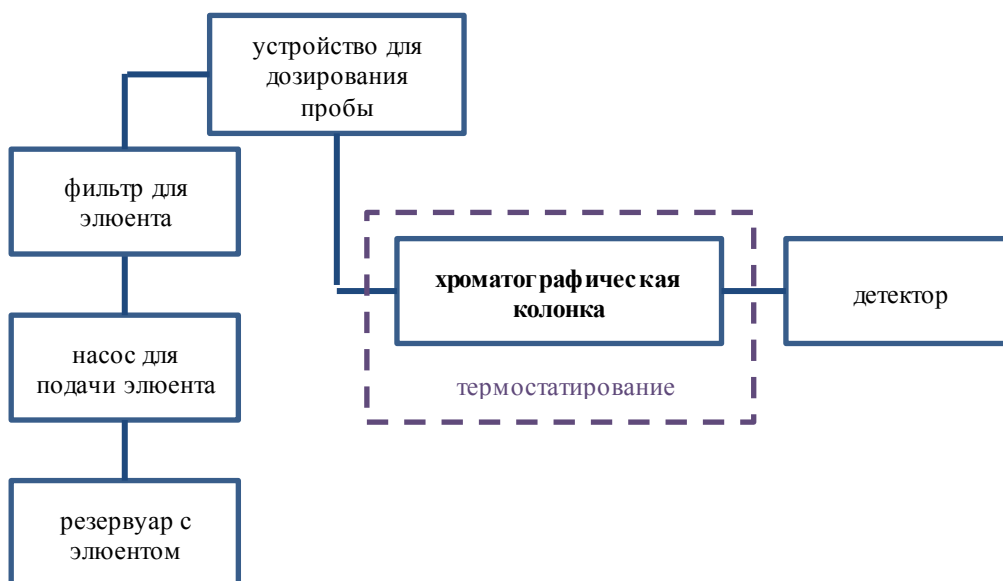 устройство для
дозирования
пробы
фильтр для
элюента
хроматографическая
колонка
детектор
насос для
подачи элюента
термостатирование
резервуар с
элюентом